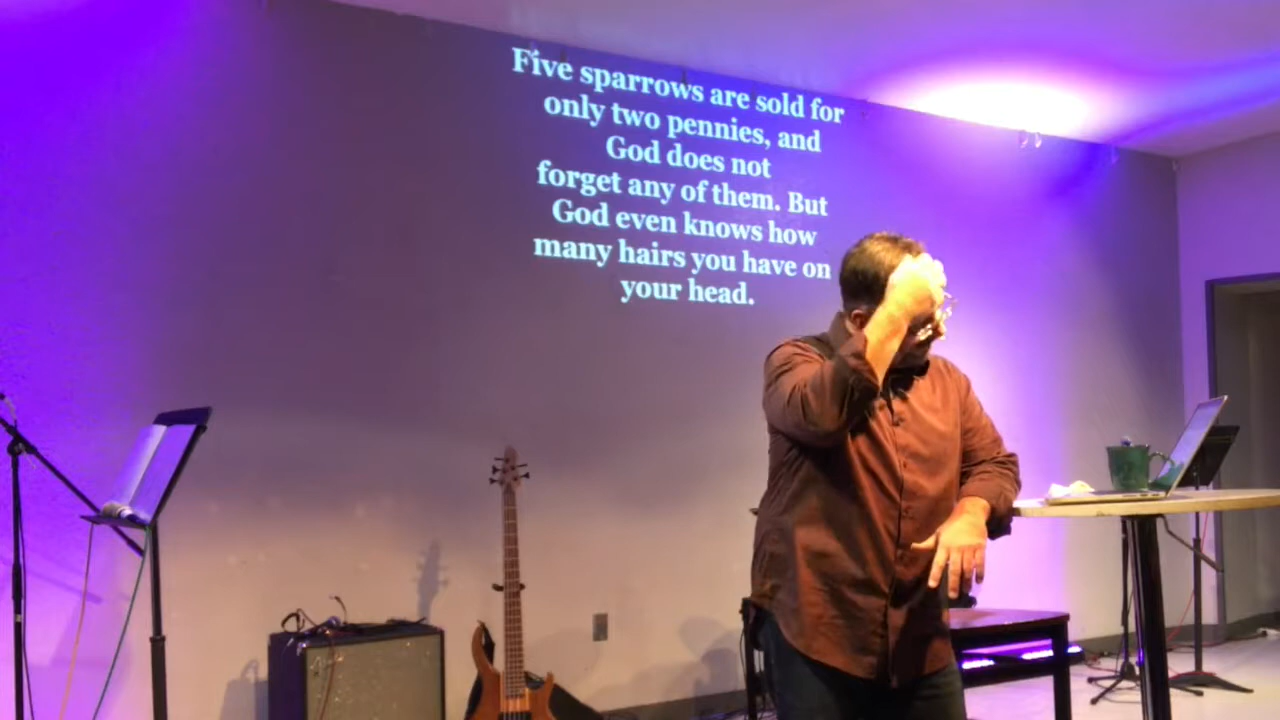 Five sparrows are sold for
only two pennies, and
God does not
forget any of them. But
God even knows how
many hairs you have on
your head.